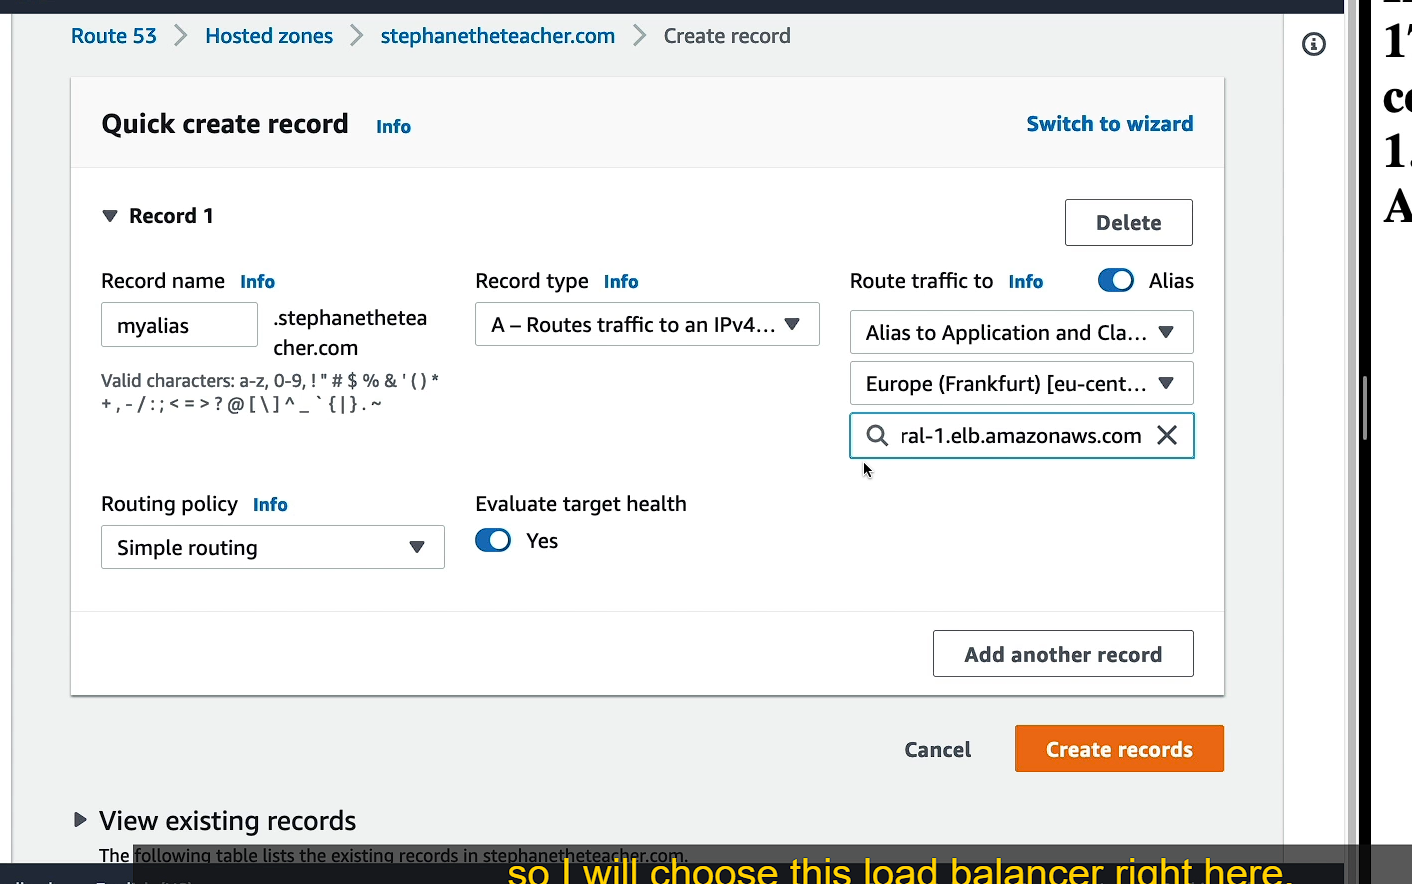 Route 53 > Hosted zones > stephanetheteacher.com > Create record
Quick create record Info
Switch to wizard
Record 1
Delete
Record name Info
myalias
.stephanethetea
cher.com
Valid characters: a-z, 0-9, ! " # $ % & ' ( ) *
+ , - / : ; < = > ? @ [ \ ] ^ _ ` { | } . ~
Record type Info
A – Routes traffic to an IPv4...
Route traffic to Info
Alias
Alias to Application and Cla...
Europe (Frankfurt) [eu-cent...
ral-1.elb.amazonaws.com
Routing policy Info
Simple routing
Evaluate target health
Yes
Add another record
Cancel
Create records
View existing records
The following table lists the existing records in stephanetheteacher.com.
so I will choose this load balancer right here.
1.
A